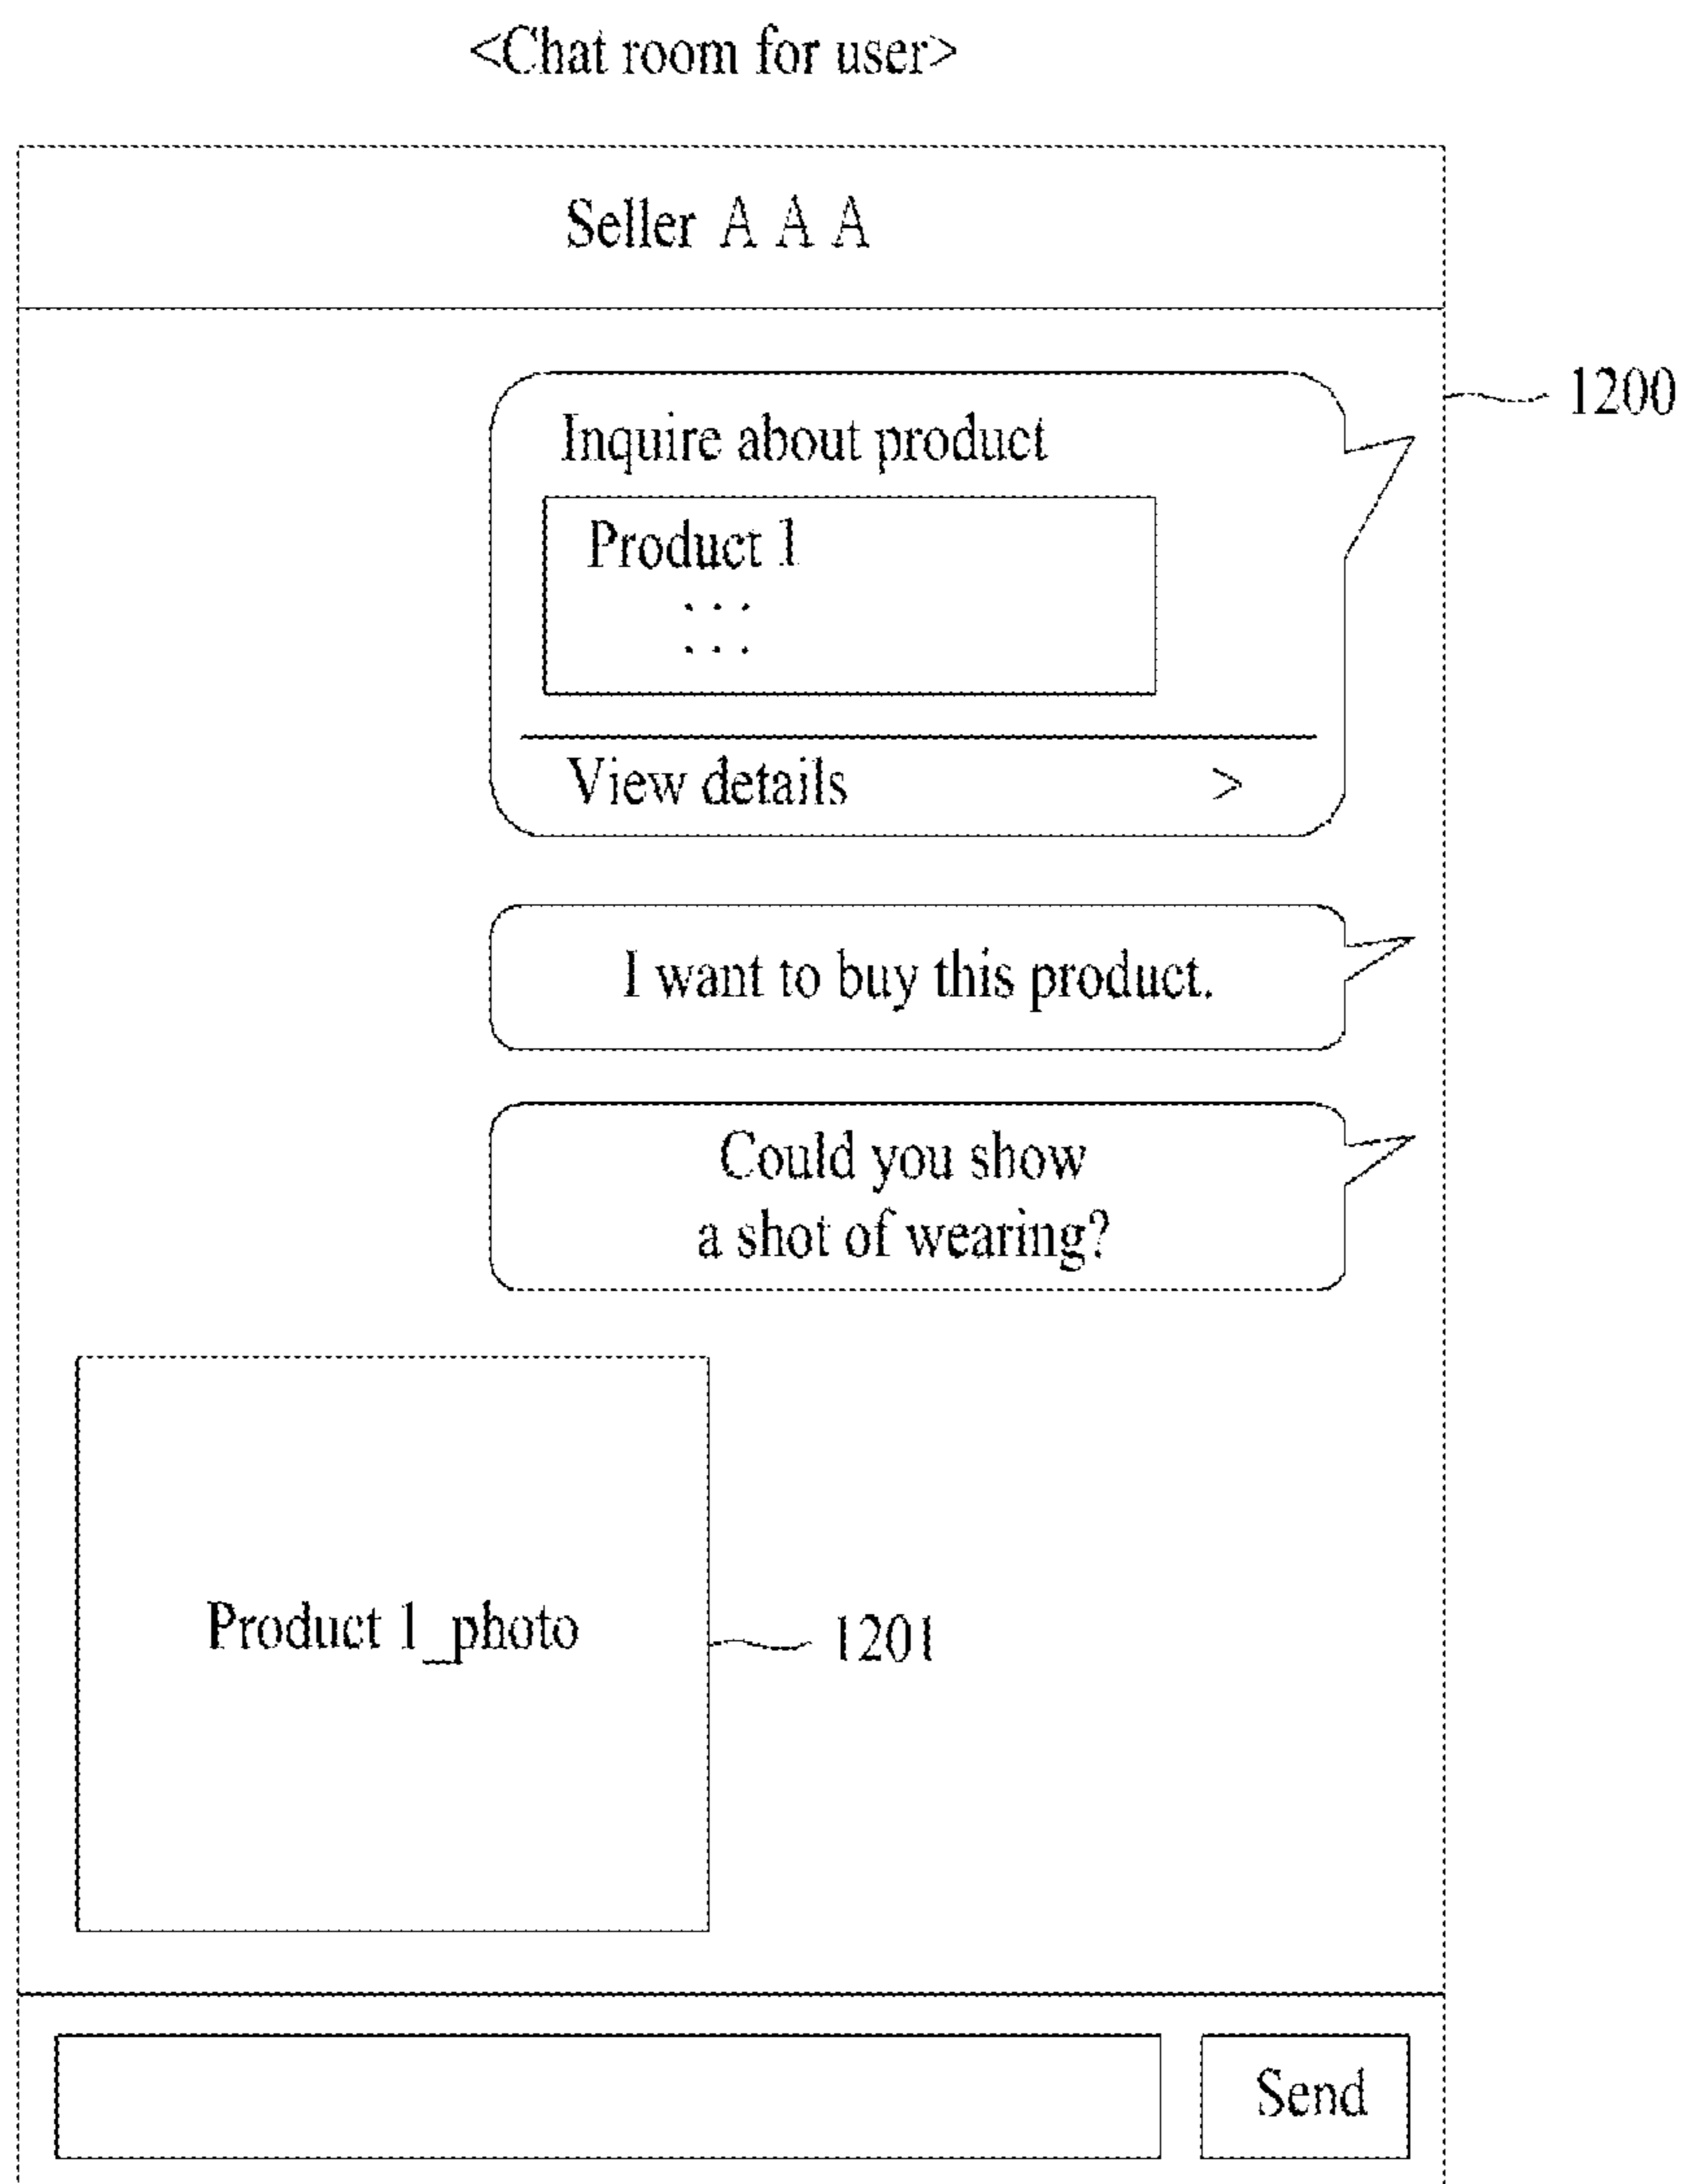 <Chat room for user>
Seller A A A
1200
Inquire about product
Product 1
. . .
. . .
View details >
I want to buy this product.
Could you show
a shot of wearing?
Product 1_photo
1201
Send